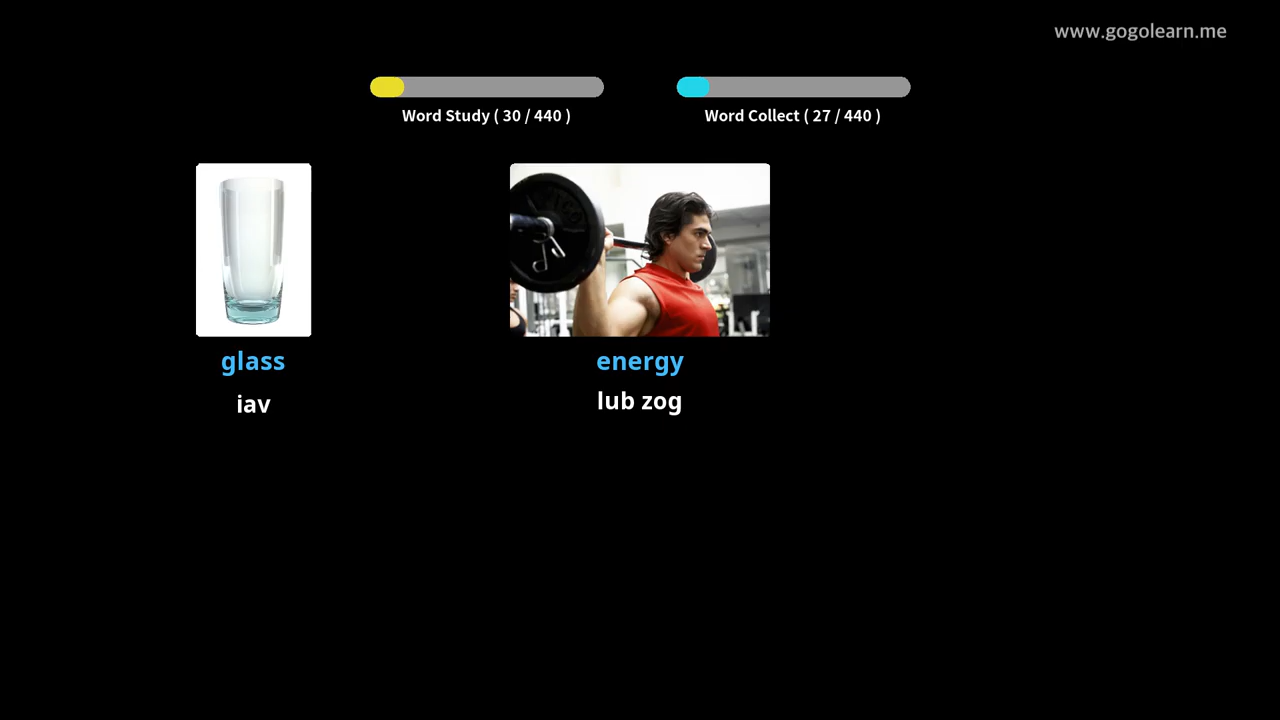 www.gogolearn.me
Word Study ( 30 / 440 )
Word Collect ( 27 / 440 )
glass
iav
energy
lub zog